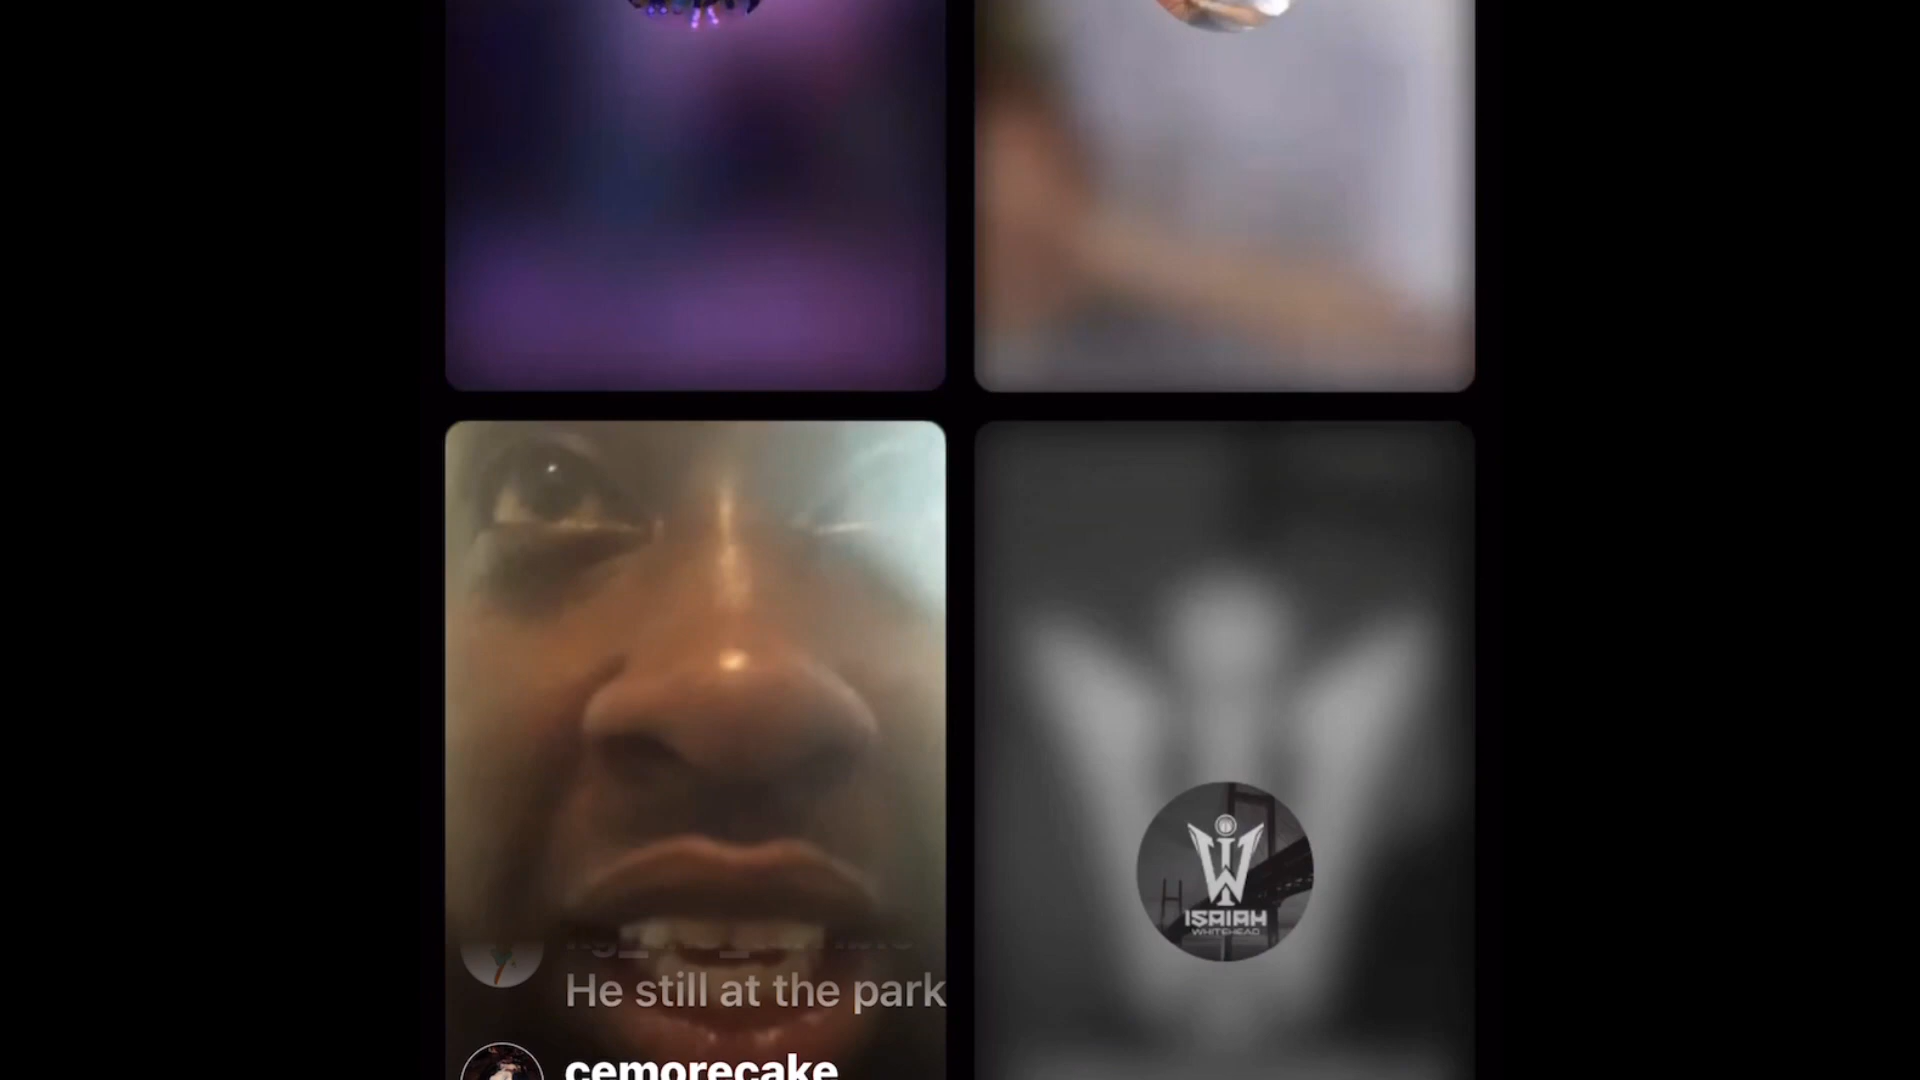 He still at the park
cemorecake
ISAIAH
WHITEHEAD